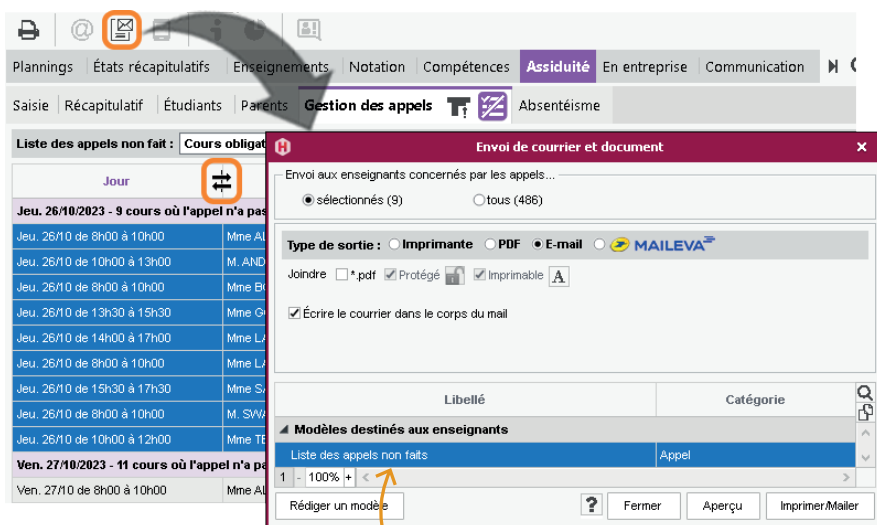 Plannings États récapitulatifs Enseignements Notation Compétences Assiduité En entreprise Communication
Saisie Récapitulatif Étudiants Parents Gestion des appels Absentéisme
Liste des appels non fait : Cours obligat
Jour
Jeu. 26/10/2023 - 9 cours où l'appel n'a pas
Jeu. 26/10 de 8h00 à 10h00 Mme AL
Jeu. 26/10 de 10h00 à 13h00 M. AND
Jeu. 26/10 de 8h00 à 10h00 Mme B
Jeu. 26/10 de 13h30 à 15h30 Mme G
Jeu. 26/10 de 14h00 à 17h00 Mme LA
Jeu. 26/10 de 8h00 à 10h00 Mme LA
Jeu. 26/10 de 15h30 à 17h30 Mme SA
Jeu. 26/10 de 8h00 à 10h00 M. SWA
Jeu. 26/10 de 10h00 à 12h00 Mme TE
Ven. 27/10/2023 - 11 cours où l'appel n'a pa
Ven. 27/10 de 8h00 à 10h00 Mme AL
Envoi de courrier et document
Envoi aux enseignants concernés par les appels...
sélectionnés (9) tous (486)
Type de sortie : Imprimante PDF E-mail MAILEVA
Joindre *.pdf Protégé Imprimable A
Écrire le courrier dans le corps du mail
Libellé Catégorie
Modèles destinés aux enseignants
Liste des appels non faits Appel
1 - 100% + < >
Rédiger un modèle ? Fermer Aperçu Imprimer/Mailer